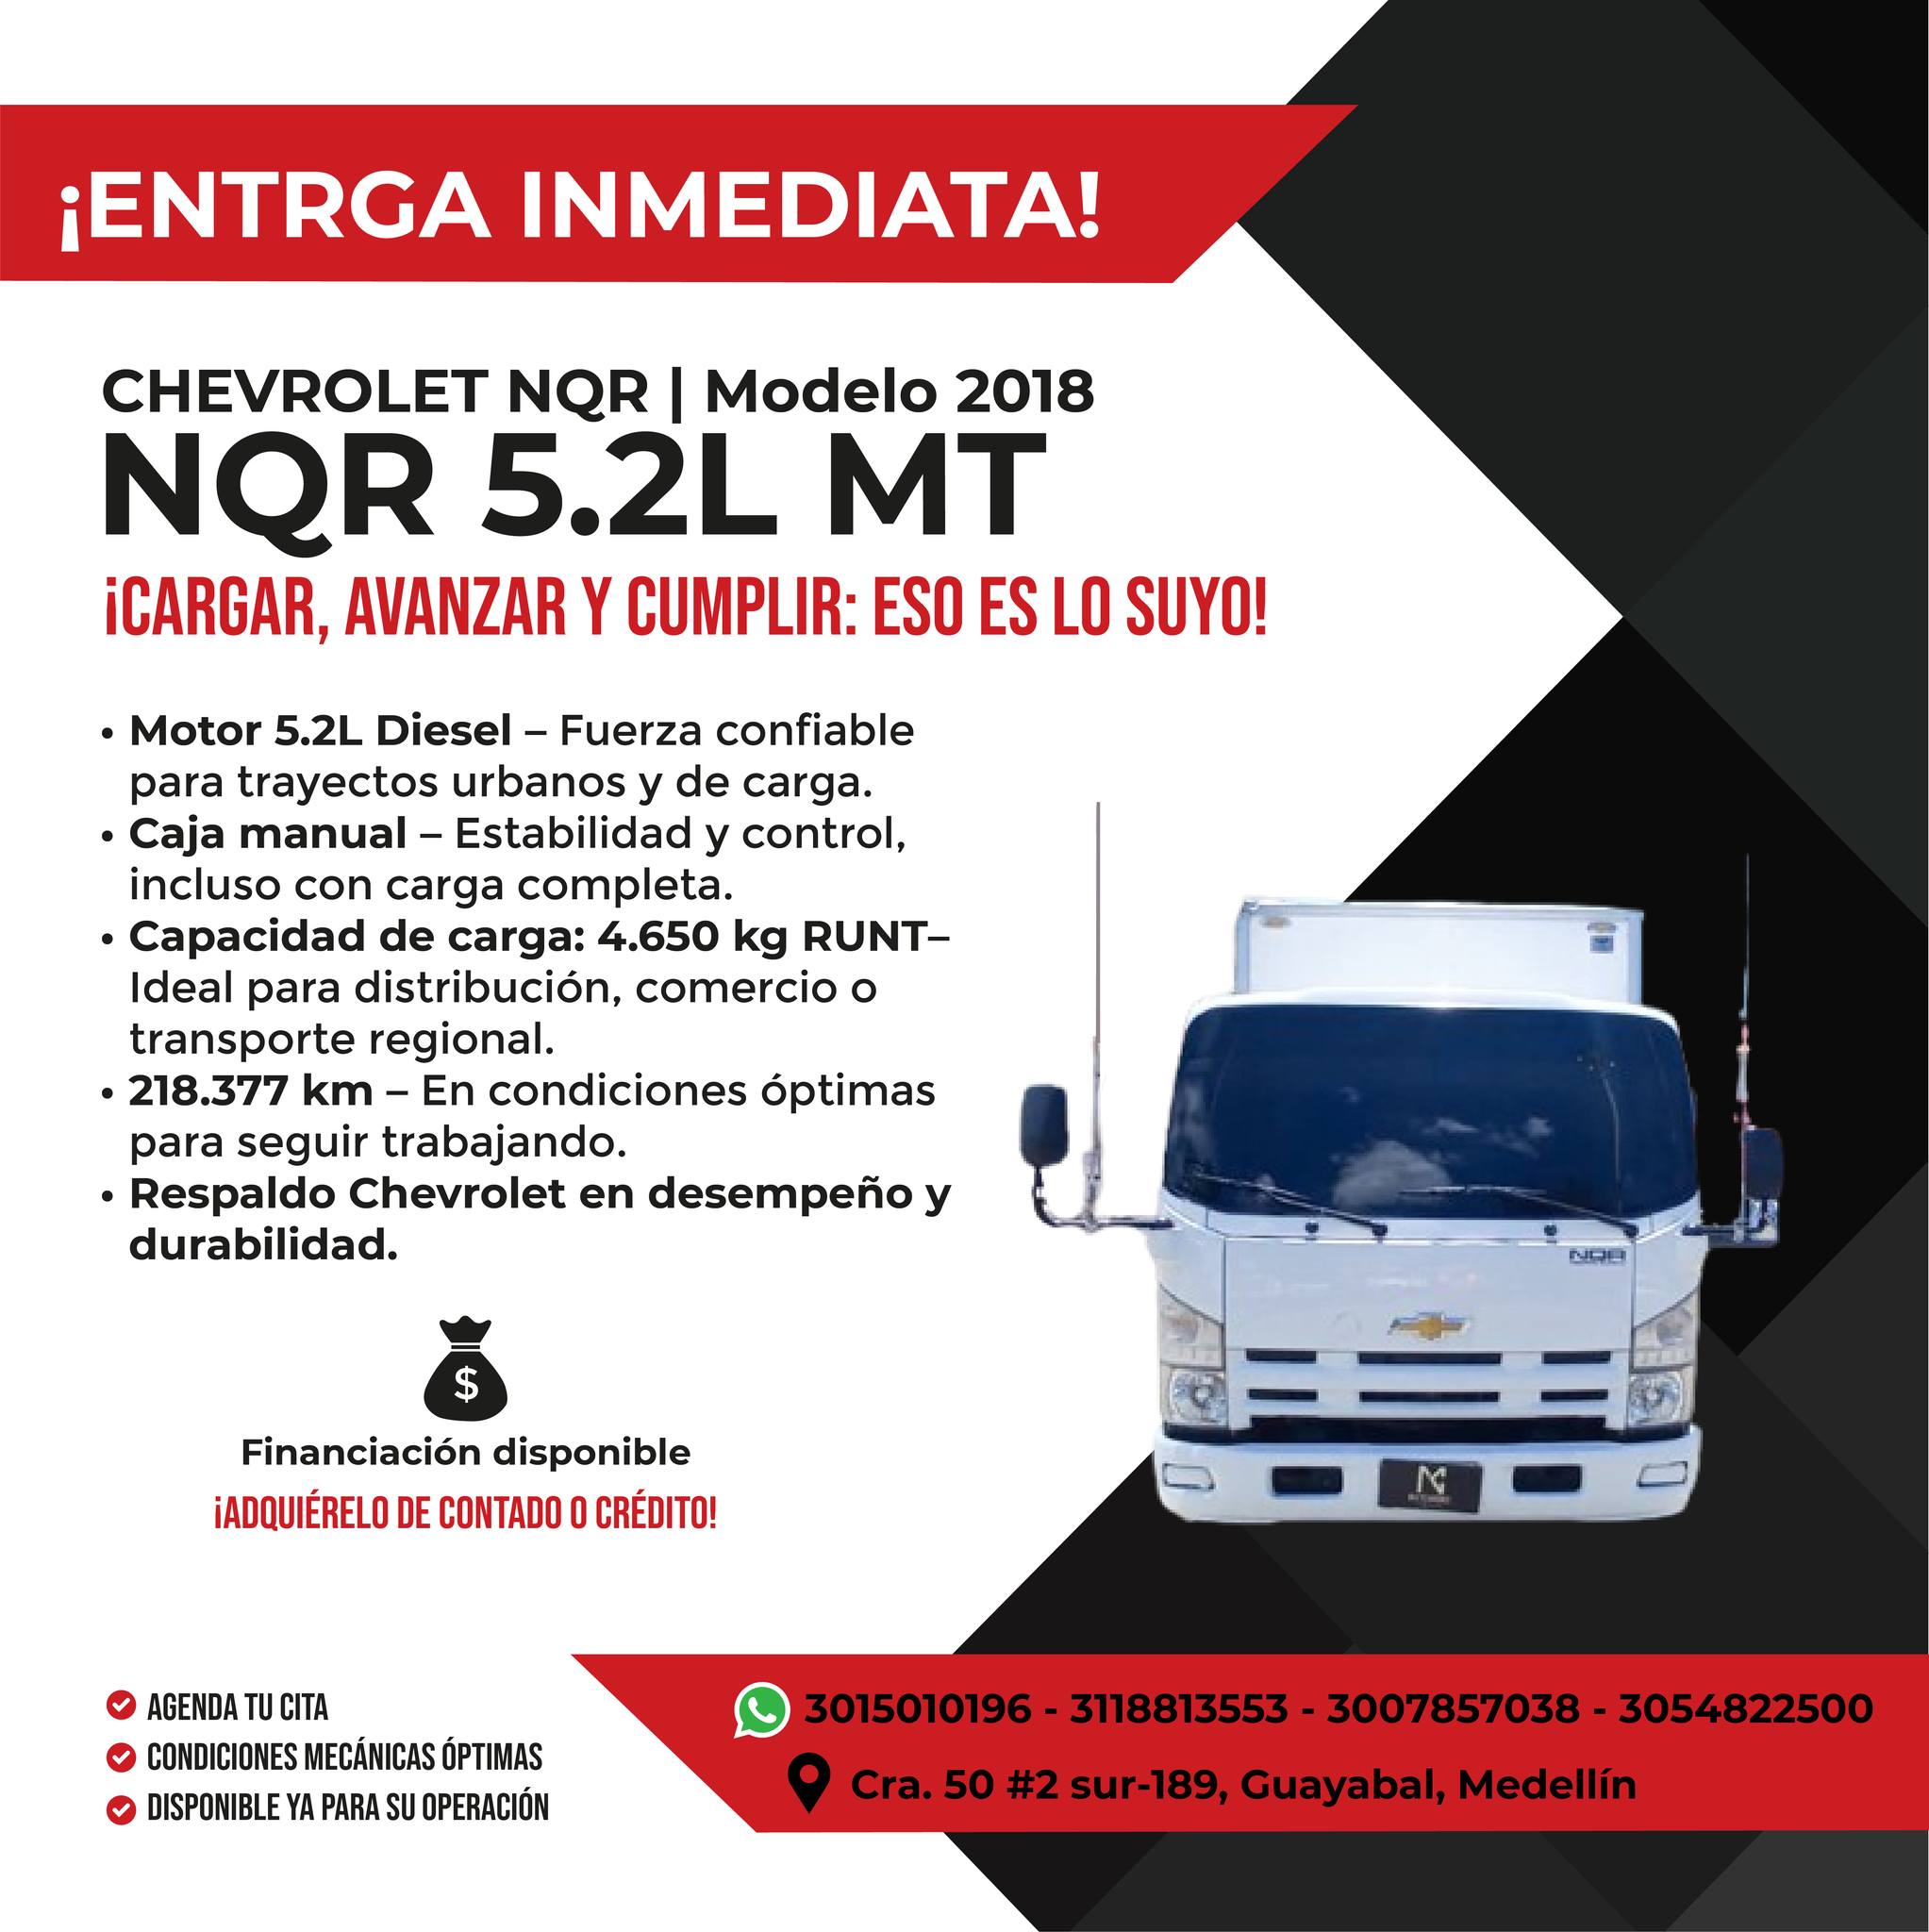 ¡ENTRGA INMEDIATA!
CHEVROLET NQR | Modelo 2018
NQR 5.2L MT
¡CARGAR, AVANZAR Y CUMPLIR: ESO ES LO SUYO!
• Motor 5.2L Diesel – Fuerza confiable
para trayectos urbanos y de carga.
• Caja manual – Estabilidad y control,
incluso con carga completa.
• Capacidad de carga: 4.650 kg RUNT–
Ideal para distribución, comercio o
transporte regional.
• 218.377 km – En condiciones óptimas
para seguir trabajando.
• Respaldo Chevrolet en desempeño y
durabilidad.
NQR
$
Financiación disponible
¡ADQUIÉRELO DE CONTADO O CRÉDITO!
AGENDA TU CITA
CONDICIONES MECÁNICAS ÓPTIMAS
DISPONIBLE YA PARA SU OPERACIÓN
3015010196 - 3118813553 - 3007857038 - 3054822500
Cra. 50 #2 sur-189, Guayabal, Medellín